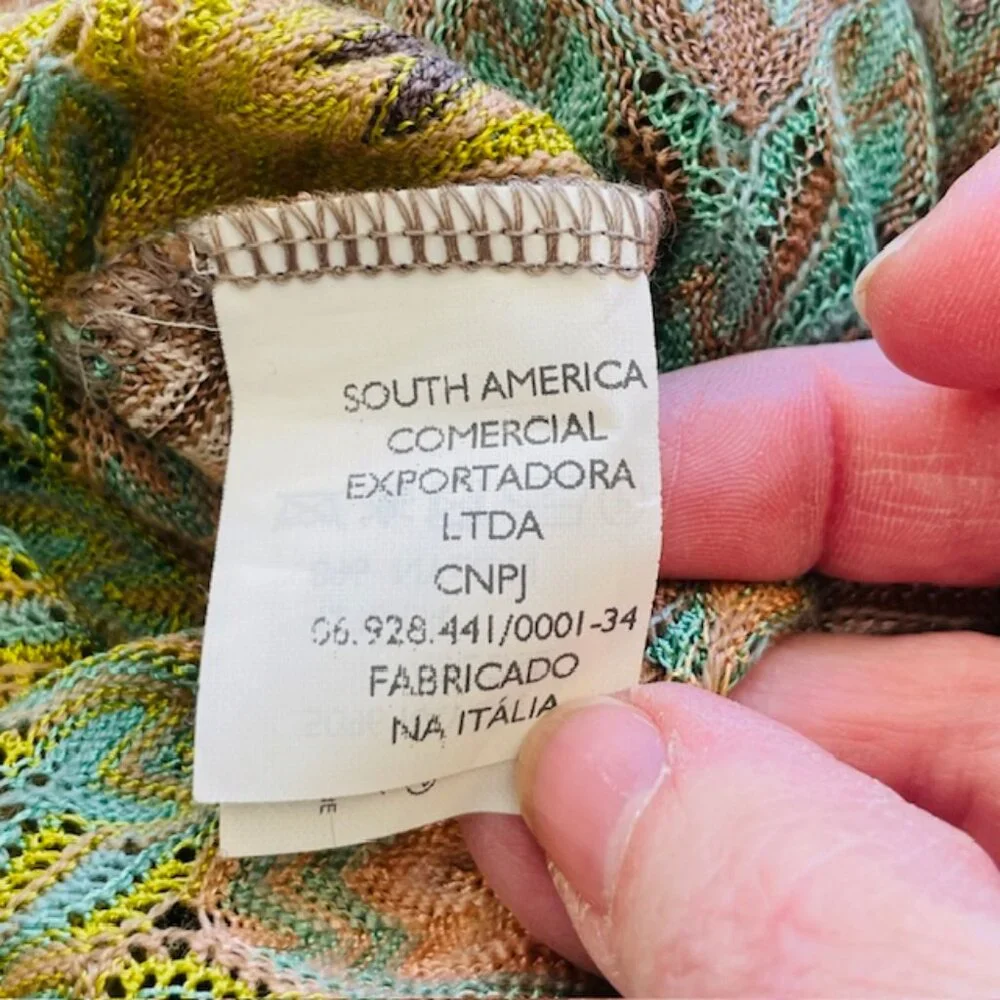 SOUTH AMERICA
COMERCIAL
EXPORTADORA
LTDA
CNPJ
06.928.441/0001-34
FABRICADO
NA ITÁLIA